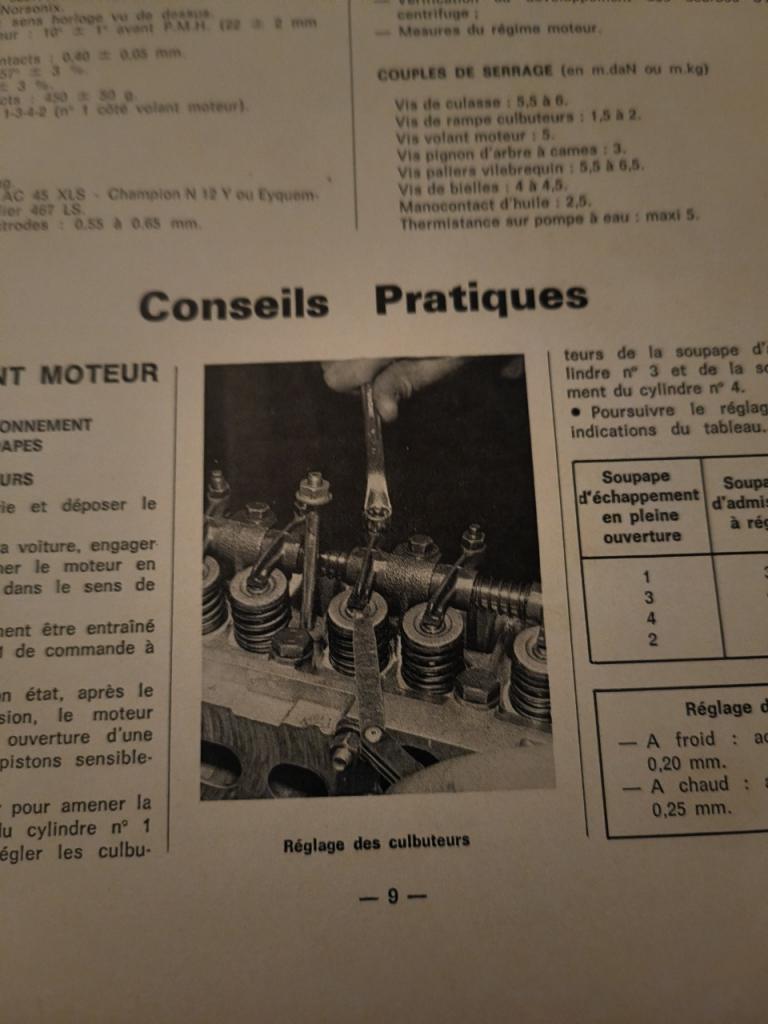 Norsonix.
sens horloge vu de dessus.
eur : 10° ± 1° avant P.M.H. (22 ± 2 mm
ntacts : 0,40 ± 0,05 mm.
57° ± 3 %.
± 3 %.
cts : 450 ± 50 g.
1-3-4-2 (n° 1 côté volant moteur).
AC 45 XLS - Champion N 12 Y ou Eyquem-
lier 467 LS.
ctrodes : 0,55 à 0,65 mm.
centrifuge ;
— Mesures du régime moteur.
COUPLES DE SERRAGE (en m.daN ou m.kg)
Vis de culasse : 5,5 à 6.
Vis de rampe culbuteurs : 1,5 à 2.
Vis volant moteur : 5.
Vis pignon d'arbre à cames : 3.
Vis paliers vilebrequin : 5,5 à 6,5.
Vis de bielles : 4 à 4,5.
Manocontact d'huile : 2,5.
Thermistance sur pompe à eau : maxi 5.
Conseils Pratiques
NT MOTEUR
ONNEMENT
APES
URS
ie et déposer le
a voiture, engager
ner le moteur en
dans le sens de
ment être entraîné
de commande à
n état, après le
sion, le moteur
ouverture d'une
pistons sensible-
pour amener la
du cylindre n° 1
égler les culbu-
Réglage des culbuteurs
teurs de la soupape d'
lindre n° 3 et de la so
ment du cylindre n° 4.
• Poursuivre le réglag
indications du tableau.
Soupape
d'échappement
en pleine
ouverture
Soupa
d'admis
à rég
1
3
4
2
Réglage d
— A froid : ad
0,20 mm.
— A chaud :
0,25 mm.
— 9 —